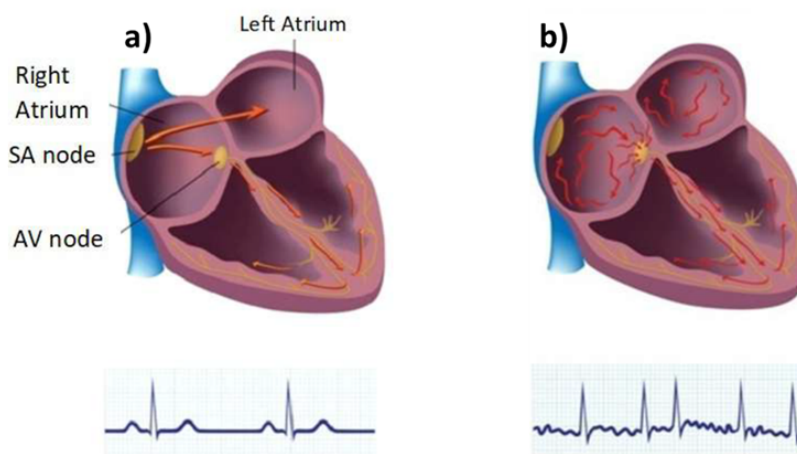 a)
Left Atrium
Right
Atrium
SA node
AV node
b)